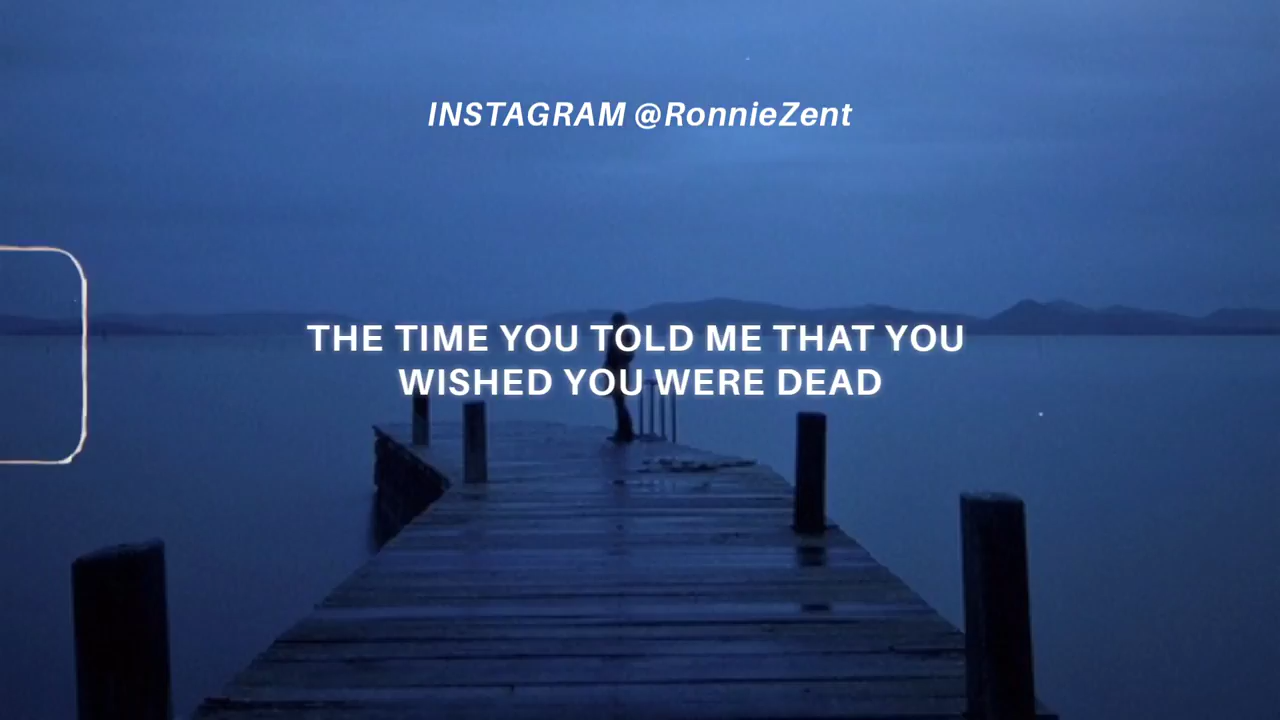 INSTAGRAM @RonnieZent
THE TIME YOU TOLD ME THAT YOU
WISHED YOU WERE DEAD